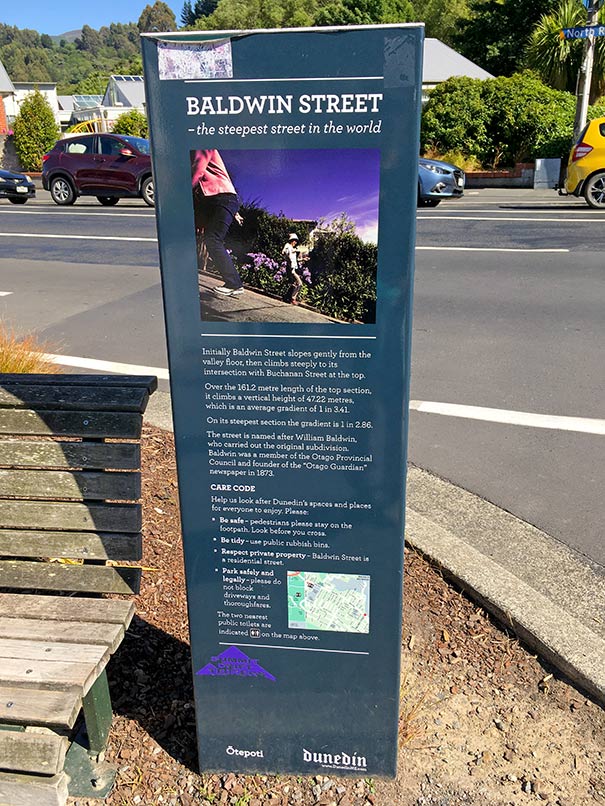 North R
BALDWIN STREET
– the steepest street in the world
Initially Baldwin Street slopes gently from the
valley floor, then climbs steeply to its
intersection with Buchanan Street at the top.
Over the 161.2 metre length of the top section,
it climbs a vertical height of 47.22 metres,
which is an average gradient of 1 in 3.41.
On its steepest section the gradient is 1 in 2.86.
The street is named after William Baldwin,
who carried out the original subdivision.
Baldwin was a member of the Otago Provincial
Council and founder of the “Otago Guardian”
newspaper in 1873.
CARE CODE
Help us look after Dunedin’s spaces and places
for everyone to enjoy. Please:
• Be safe – pedestrians please stay on the
footpath. Look before you cross.
• Be tidy – use public rubbish bins.
• Respect private property – Baldwin Street is
a residential street.
• Park safely and
legally – please do
not block
driveways and
thoroughfares.
The two nearest
public toilets are
indicated on the map above.
Ōtepoti
dunedin
www.DunedinNZ.com